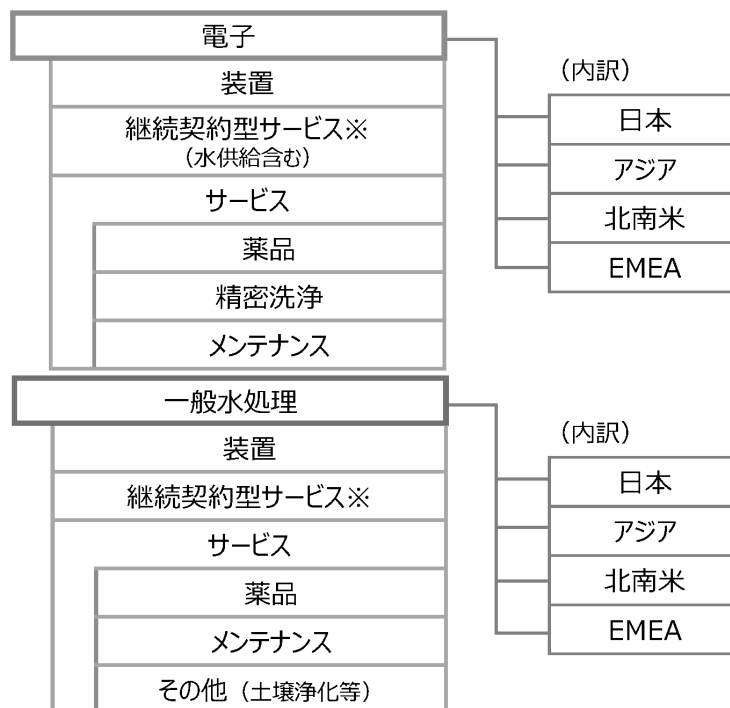 電子
装置
継続契約型サービス※
（水供給含む）
サービス
薬品
精密洗浄
メンテナンス
（内訳）
日本
アジア
北南米
EMEA
一般水処理
装置
継続契約型サービス※
サービス
薬品
メンテナンス
その他（土壌浄化等）
（内訳）
日本
アジア
北南米
EMEA